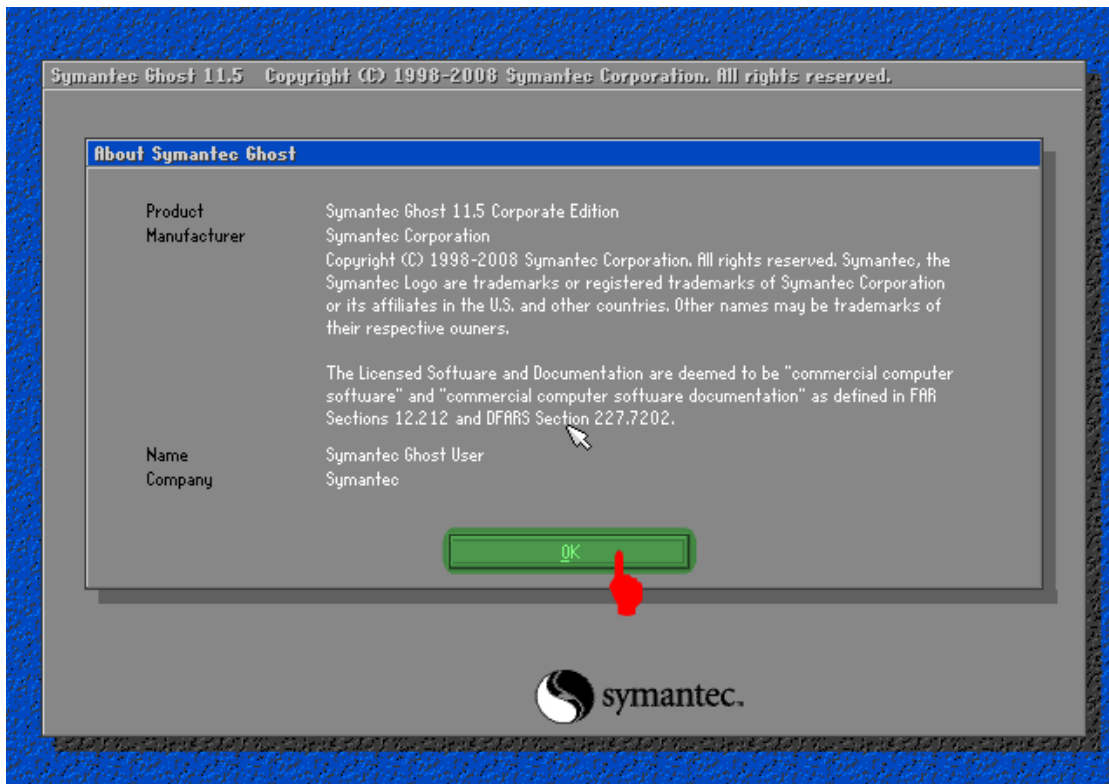 Symantec Ghost 11.5 Copyright (C) 1998-2008 Symantec Corporation. All rights reserved.
About Symantec Ghost
Product Symantec Ghost 11.5 Corporate Edition
Manufacturer Symantec Corporation
Copyright (C) 1998-2008 Symantec Corporation. All rights reserved. Symantec, the
Symantec Logo are trademarks or registered trademarks of Symantec Corporation
or its affiliates in the U.S. and other countries. Other names may be trademarks of
their respective owners.
The Licensed Software and Documentation are deemed to be "commercial computer
software" and "commercial computer software documentation" as defined in FAR
Sections 12.212 and DFARS Section 227.7202.
Name Symantec Ghost User
Company Symantec
OK
symantec.